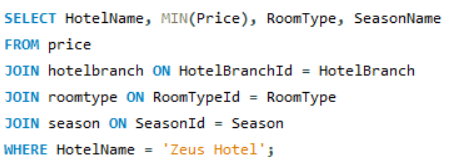 SELECT HotelName, MIN(Price), RoomType, SeasonName
FROM price
JOIN hotelbranch ON HotelBranchId = HotelBranch
JOIN roomtype ON RoomTypeId = RoomType
JOIN season ON SeasonId = Season
WHERE HotelName = 'Zeus Hotel';